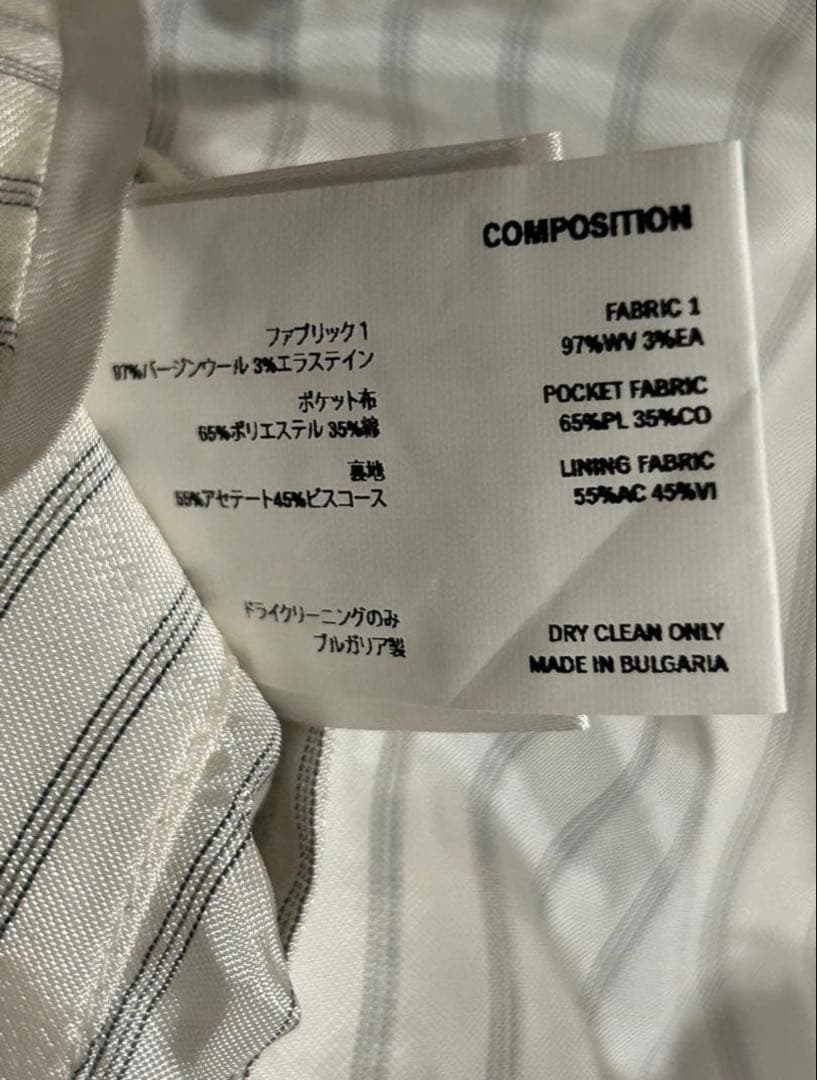 COMPOSITION
ファブリック1
97%バージンウール 3%エラステイン
ポケット布
65%ポリエステル 35%綿
裏地
55%アセテート45%ビスコース
ドライクリーニングのみ
ブルガリア製
FABRIC 1
97%WV 3%EA
POCKET FABRIC
65%PL 35%CO
LINING FABRIC
55%AC 45%VI
DRY CLEAN ONLY
MADE IN BULGARIA